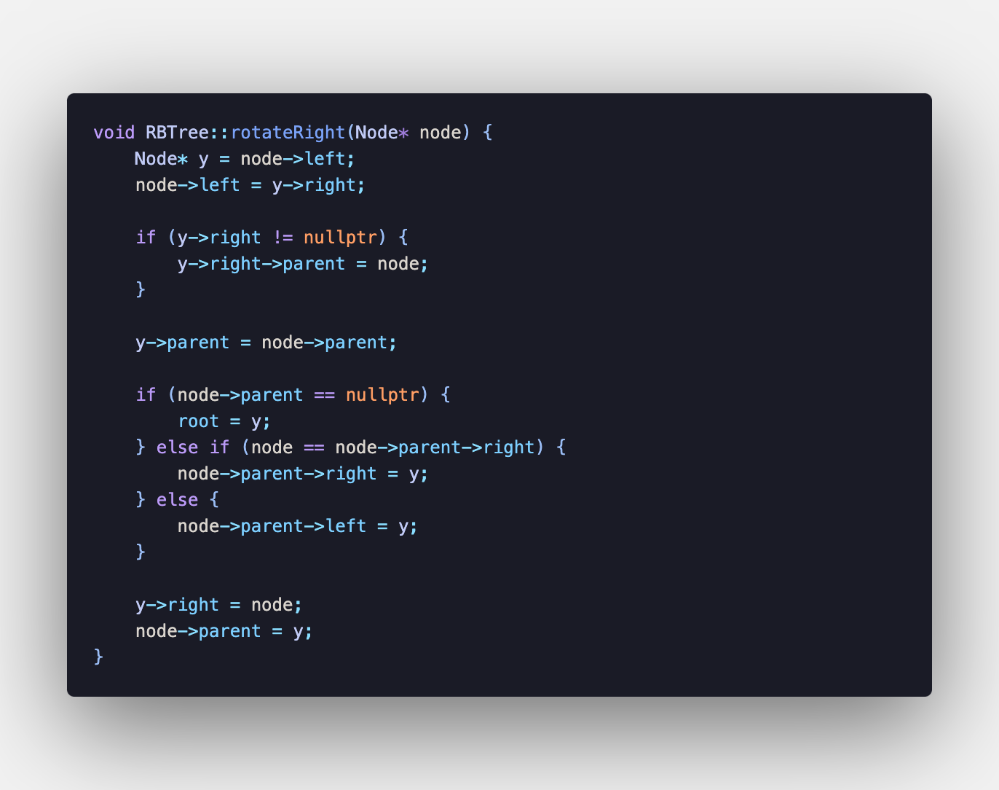 void RBTree::rotateRight(Node* node) {
    Node* y = node->left;
    node->left = y->right;

    if (y->right != nullptr) {
        y->right->parent = node;
    }

    y->parent = node->parent;

    if (node->parent == nullptr) {
        root = y;
    } else if (node == node->parent->right) {
        node->parent->right = y;
    } else {
        node->parent->left = y;
    }

    y->right = node;
    node->parent = y;
}